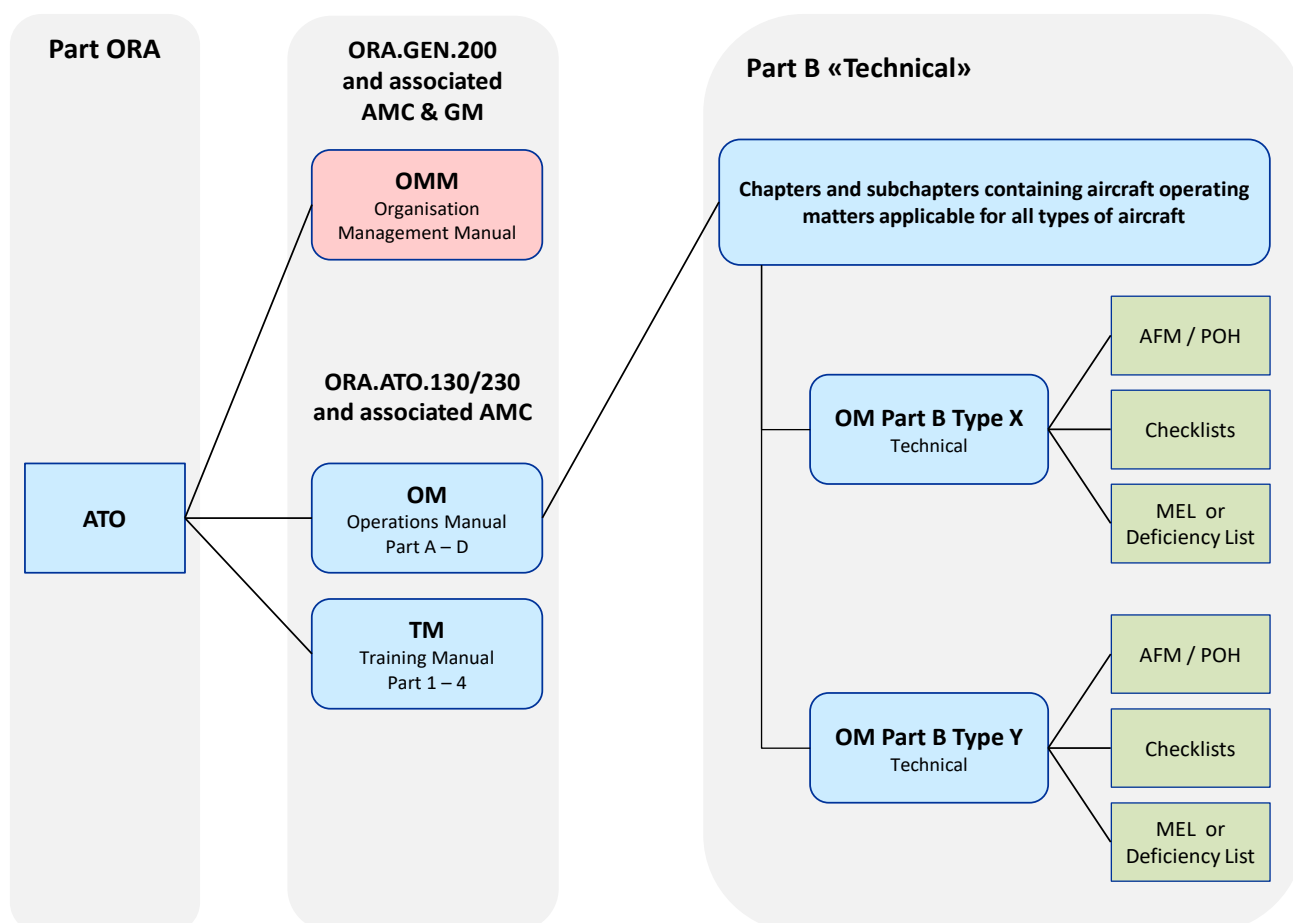 Part ORA
ORA.GEN.200
and associated
AMC & GM
OMM
Organisation
Management Manual
ORA.ATO.130/230
and associated AMC
ATO
OM
Operations Manual
Part A – D
TM
Training Manual
Part 1 – 4
Part B «Technical»
Chapters and subchapters containing aircraft operating
matters applicable for all types of aircraft
OM Part B Type X
Technical
AFM / POH
Checklists
MEL or
Deficiency List
OM Part B Type Y
Technical
AFM / POH
Checklists
MEL or
Deficiency List